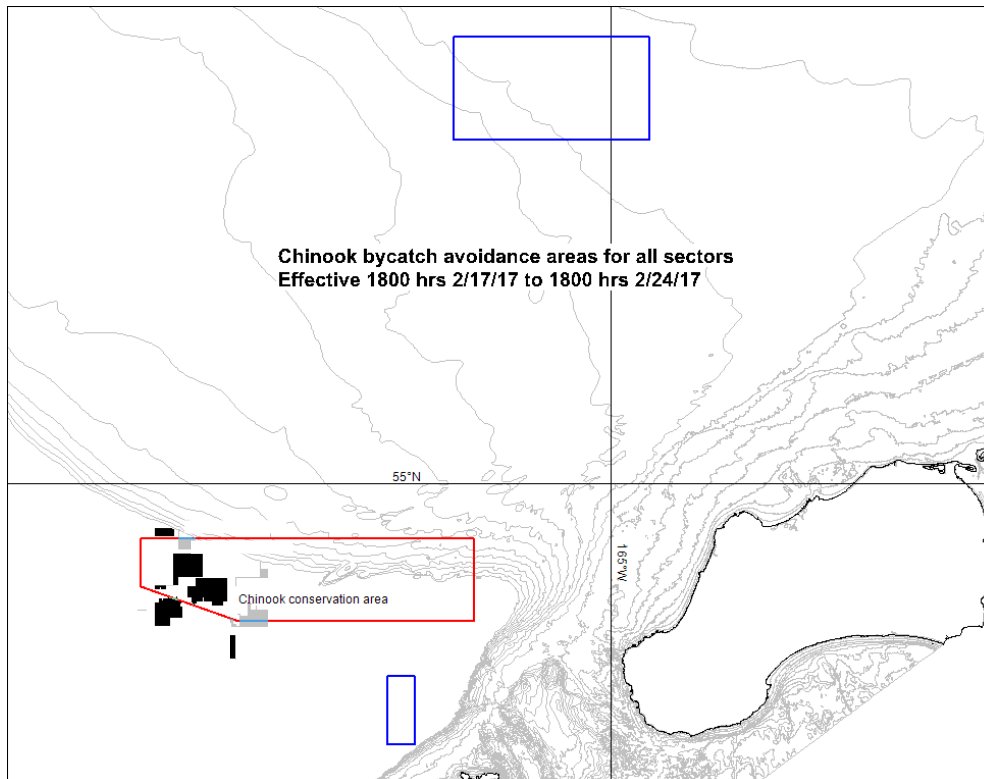 Chinook bycatch avoidance areas for all sectors
Effective 1800 hrs 2/17/17 to 1800 hrs 2/24/17
55°N
165°W
Chinook conservation area